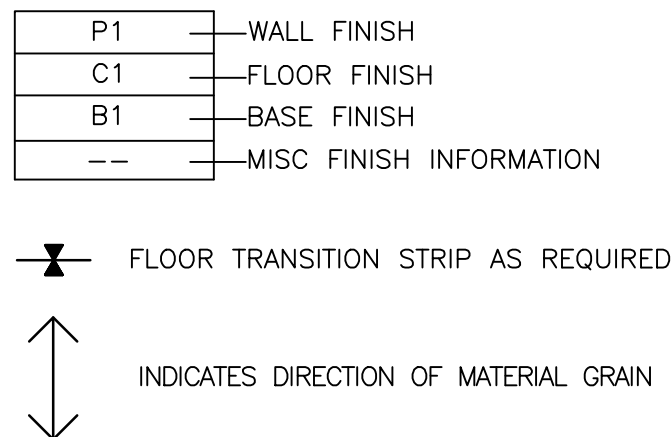 P1 WALL FINISH
C1 FLOOR FINISH
B1 BASE FINISH
-- MISC FINISH INFORMATION
FLOOR TRANSITION STRIP AS REQUIRED
INDICATES DIRECTION OF MATERIAL GRAIN